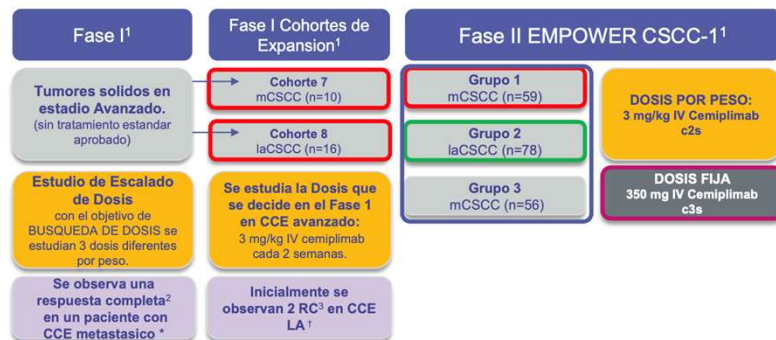 Fase I¹
Tumores solidos en
estadio Avanzado.
(sin tratamiento estandar
aprobado)
Estudio de Escalado de
Dosis
con el objetivo de
BUSQUEDA DE DOSIS se
estudian 3 dosis diferentes
por peso.
Se observa una
respuesta completa²
en un paciente con
CCE metastasico *
Fase I Cohortes de
Expansion¹
Cohorte 7
mCSCC (n=10)
Cohorte 8
laCSCC (n=16)
Se estudia la Dosis que
se decide en el Fase 1
en CCE avanzado:
3 mg/kg IV cemiplimab
cada 2 semanas.
Inicialmente se
observan 2 RC³ en CCE
LA †
Fase II EMPOWER CSCC-1¹
Grupo 1
mCSCC (n=59)
Grupo 2
laCSCC (n=78)
Grupo 3
mCSCC (n=56)
DOSIS POR PESO:
3 mg/kg IV Cemiplimab
c2s
DOSIS FIJA
350 mg IV Cemiplimab
c3s